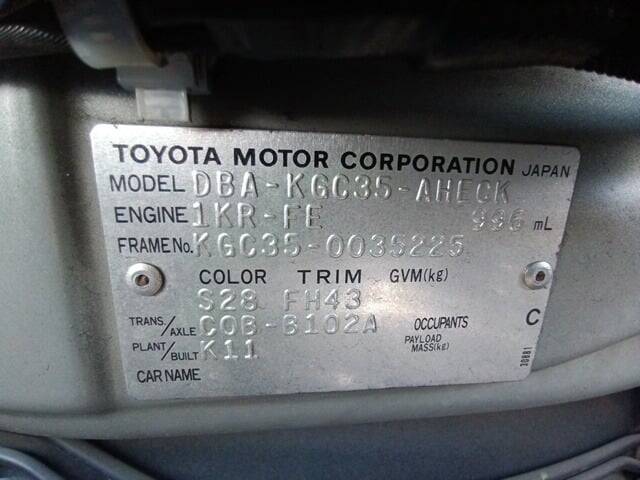 TOYOTA MOTOR CORPORATION JAPAN
MODEL DBA-KGC35-AHECK
ENGINE 1KR-FE 996 mL
FRAME No. KGC35-0035225
COLOR TRIM GVM(kg)
S28 FH43
TRANS./AXLE C0B-B102A OCCUPANTS C
PLANT/BUILT K11 PAYLOAD MASS(kg)
CAR NAME
30881